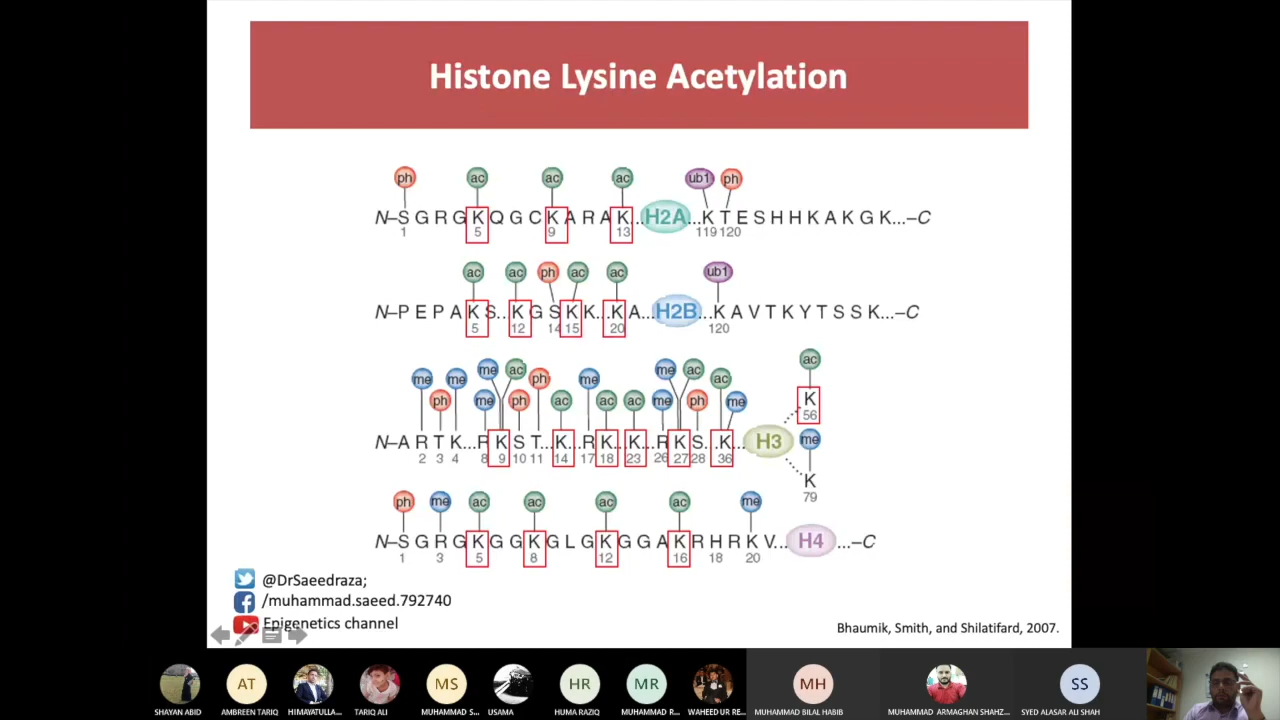 Histone Lysine Acetylation
ph ac ac ac ub1 ph
N–S G R G K Q G C K A R A K... H2A ...K T E S H H K A K G K...–C
1 5 9 13 119 120
ac ac ph ac ac ub1
N–P E P A K S.. K G S K K...K A... H2B ...K A V T K Y T S S K...–C
5 12 14 15 20 120
ac
me me me ac ph me me ac ac
ph me ph ac ac ac me ph me K
56
N–A R T K...R K S T...K...R K...K...R K S...K... H3 me
2 3 4 8 9 10 11 14 17 18 23 26 27 28 36
K
79
ph me ac ac ac ac me
N–S G R G K G G K G L G K G G A K R H R K V... H4 ...–C
1 3 5 8 12 16 18 20
@DrSaeedraza;
/muhammad.saeed.792740
Epigenetics channel
Bhaumik, Smith, and Shilatifard, 2007.
AT MS HR MR MH SS
SHAYAN ABID AMBREEN TARIQ HIMAYATULLA... TARIQ ALI MUHAMMAD S... USAMA HUMA RAZIQ MUHAMMAD R... WAHEED UR RE... MUHAMMAD BILAL HABIB MUHAMMAD ARMAGHAN SHAHZ... SYED ALASAR ALI SHAH